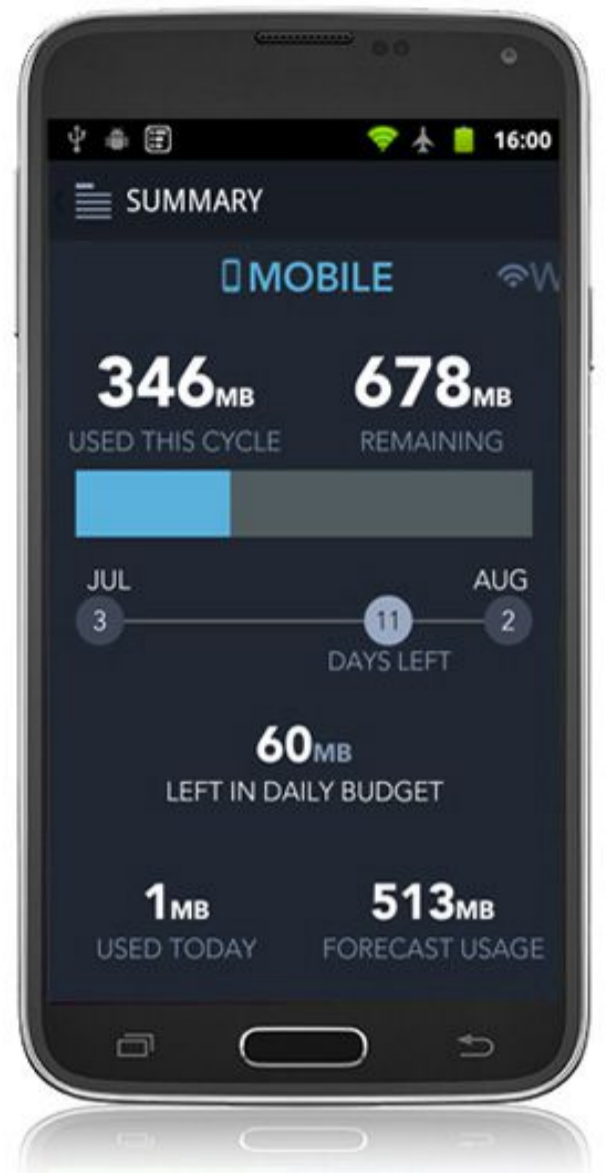 16:00
SUMMARY
MOBILE W
346MB 678MB
USED THIS CYCLE REMAINING
JUL AUG
3 11 2
DAYS LEFT
60MB
LEFT IN DAILY BUDGET
1MB 513MB
USED TODAY FORECAST USAGE